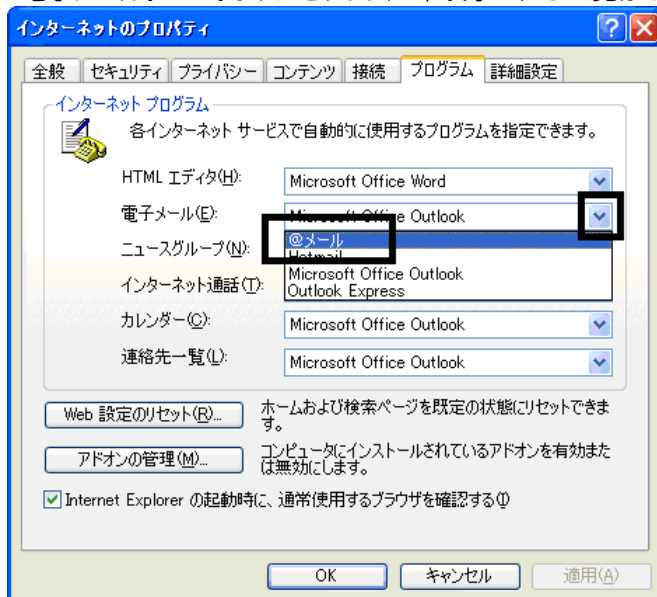 インターネットのプロパティ
全般 セキュリティ プライバシー コンテンツ 接続 プログラム 詳細設定
インターネット プログラム
各インターネット サービスで自動的に使用するプログラムを指定できます。
HTML エディタ(H): Microsoft Office Word
電子メール(E): Microsoft Office Outlook
@メール
ニュースグループ(N): Hotmail
Microsoft Office Outlook
インターネット通話(T): Outlook Express
カレンダー(C): Microsoft Office Outlook
連絡先一覧(L): Microsoft Office Outlook
Web 設定のリセット(R)... ホームおよび検索ページを既定の状態にリセットできま
す。
アドオンの管理(M)... コンピュータにインストールされているアドオンを有効また
は無効にします。
Internet Explorer の起動時に、通常使用するブラウザを確認する(I)
OK キャンセル 適用(A)